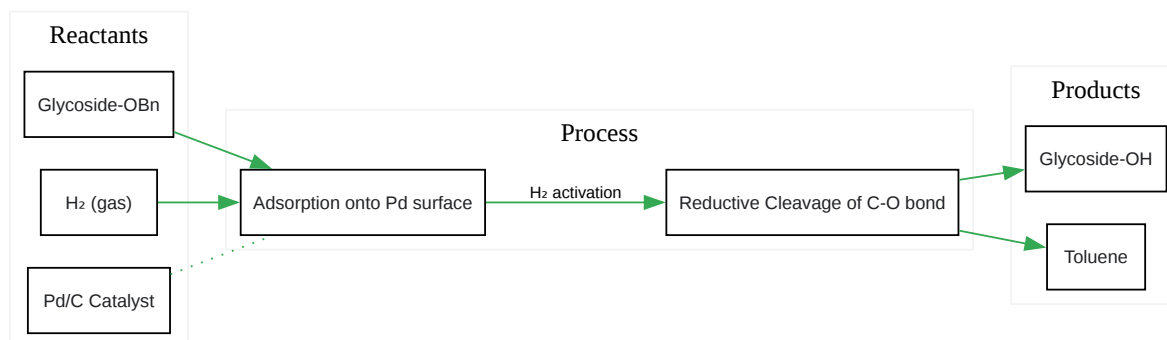 Reactants
Glycoside-OBn
H₂ (gas)
Pd/C Catalyst
Process
Adsorption onto Pd surface
H₂ activation
Reductive Cleavage of C-O bond
Products
Glycoside-OH
Toluene